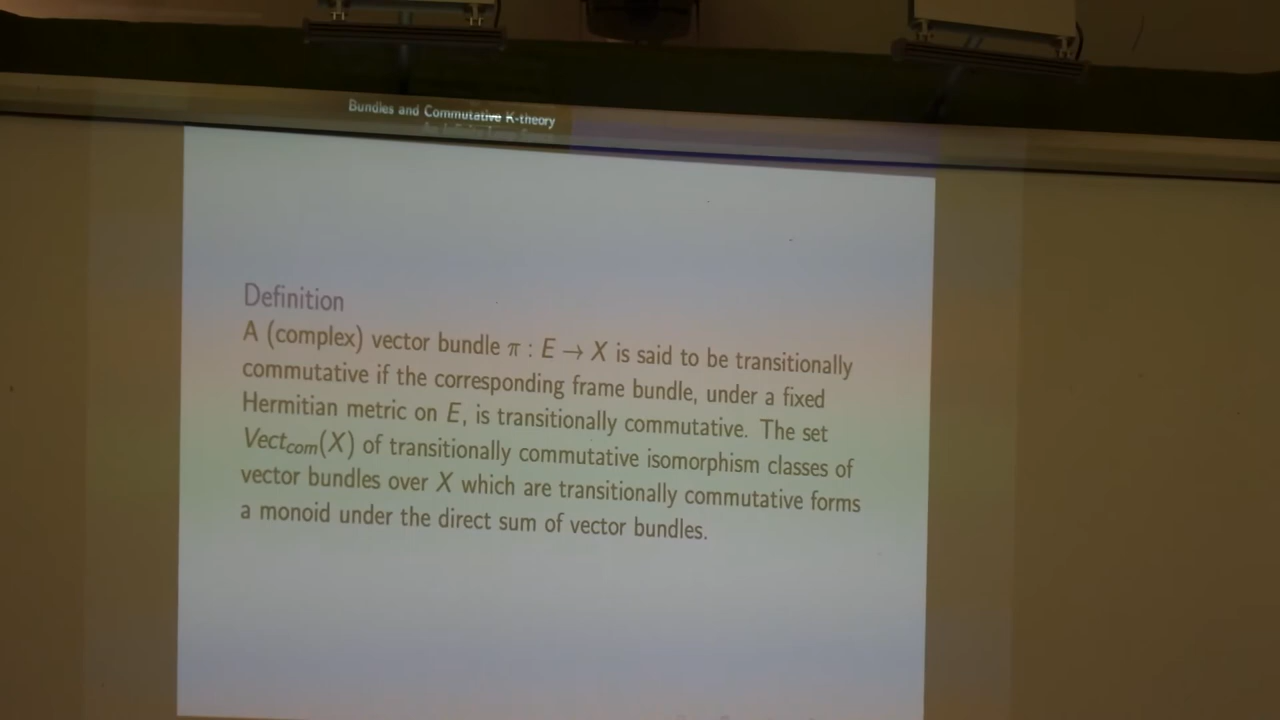 Bundles and Commutative K-theory
Definition
A (complex) vector bundle π : E → X is said to be transitionally
commutative if the corresponding frame bundle, under a fixed
Hermitian metric on E, is transitionally commutative. The set
Vect_com(X) of transitionally commutative isomorphism classes of
vector bundles over X which are transitionally commutative forms
a monoid under the direct sum of vector bundles.